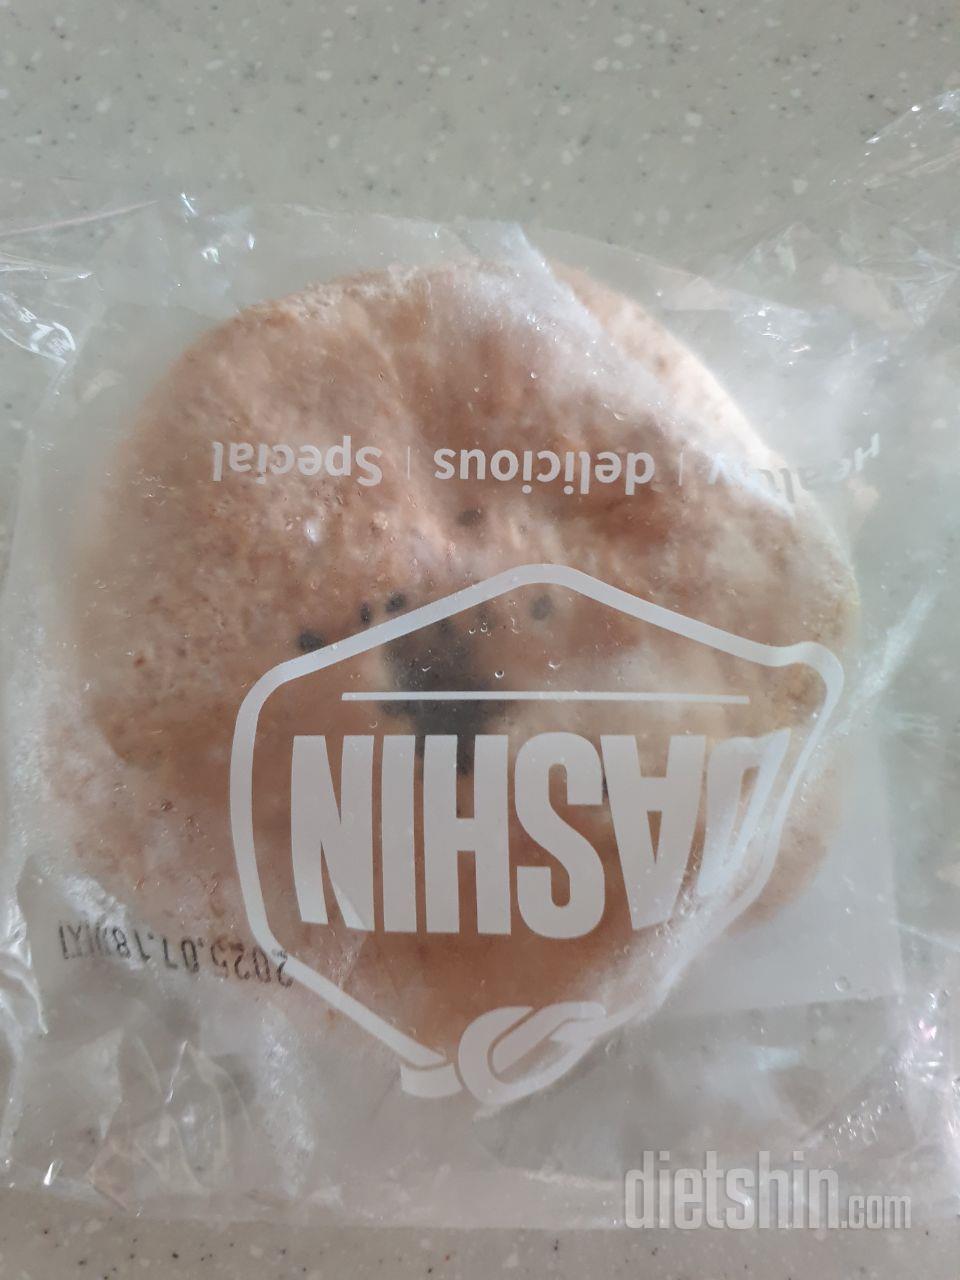 DASHIN
2025.07.18까지
Healthy | delicious | Special
dietshin.com